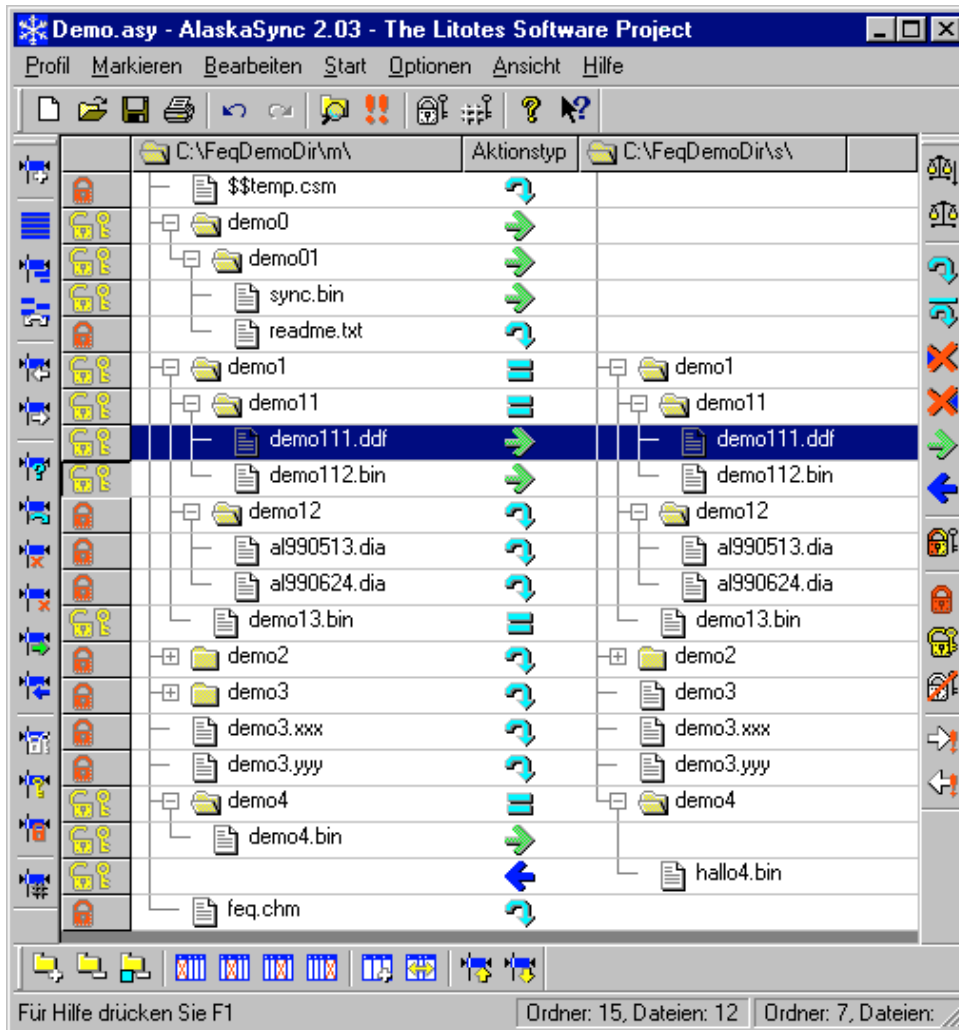 Demo.asy - AlaskaSync 2.03 - The Litotes Software Project
Profil Markieren Bearbeiten Start Optionen Ansicht Hilfe
C:\FeqDemoDir\m\ Aktionstyp C:\FeqDemoDir\s\
$$temp.csm
demo0
demo01
sync.bin
readme.txt
demo1 demo1
demo11 demo11
demo111.ddf demo111.ddf
demo112.bin demo112.bin
demo12 demo12
al990513.dia al990513.dia
al990624.dia al990624.dia
demo13.bin demo13.bin
demo2 demo2
demo3 demo3
demo3.xxx demo3.xxx
demo3.yyy demo3.yyy
demo4 demo4
demo4.bin
hallo4.bin
feq.chm
Für Hilfe drücken Sie F1 Ordner: 15, Dateien: 12 Ordner: 7, Dateien: